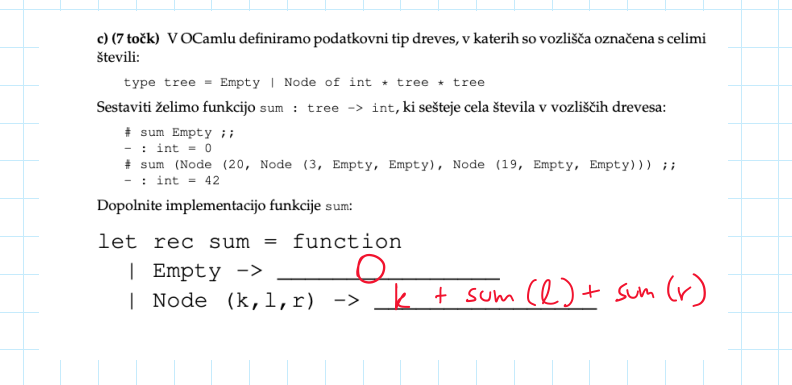 c) (7 točk) V OCamlu definiramo podatkovni tip dreves, v katerih so vozlišča označena s celimi
števili:
type tree = Empty | Node of int * tree * tree
Sestaviti želimo funkcijo sum : tree -> int, ki sešteje cela števila v vozliščih drevesa:
# sum Empty ;;
- : int = 0
# sum (Node (20, Node (3, Empty, Empty), Node (19, Empty, Empty))) ;;
- : int = 42
Dopolnite implementacijo funkcije sum:
let rec sum = function
| Empty -> 0
| Node (k,l,r) -> k + sum (l) + sum (r)